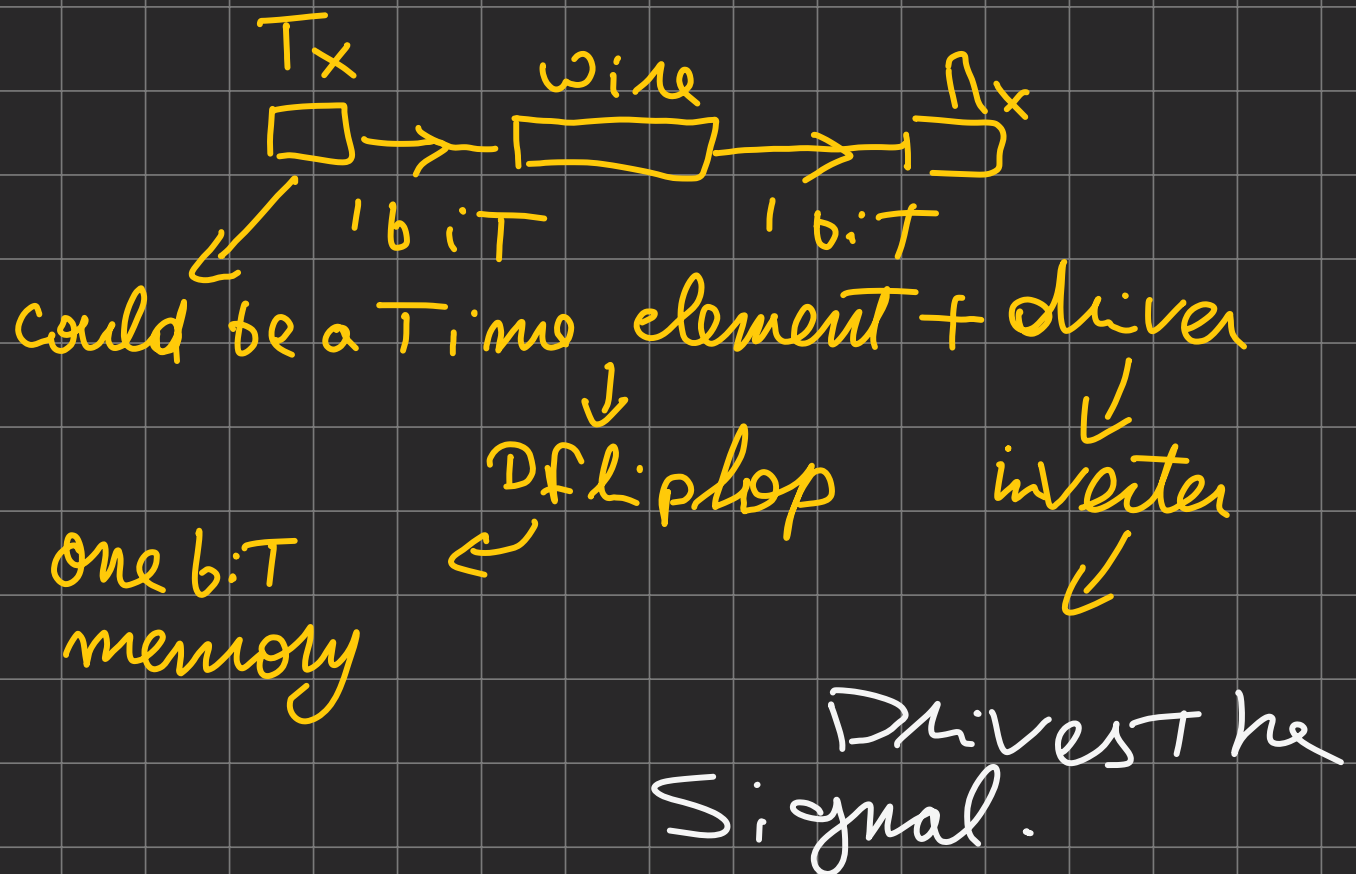 Tx wire Rx
1 biT 1 biT
could be a Time element + driver
Dflipflop inverter
one biT
memory
Drives The
Signal.